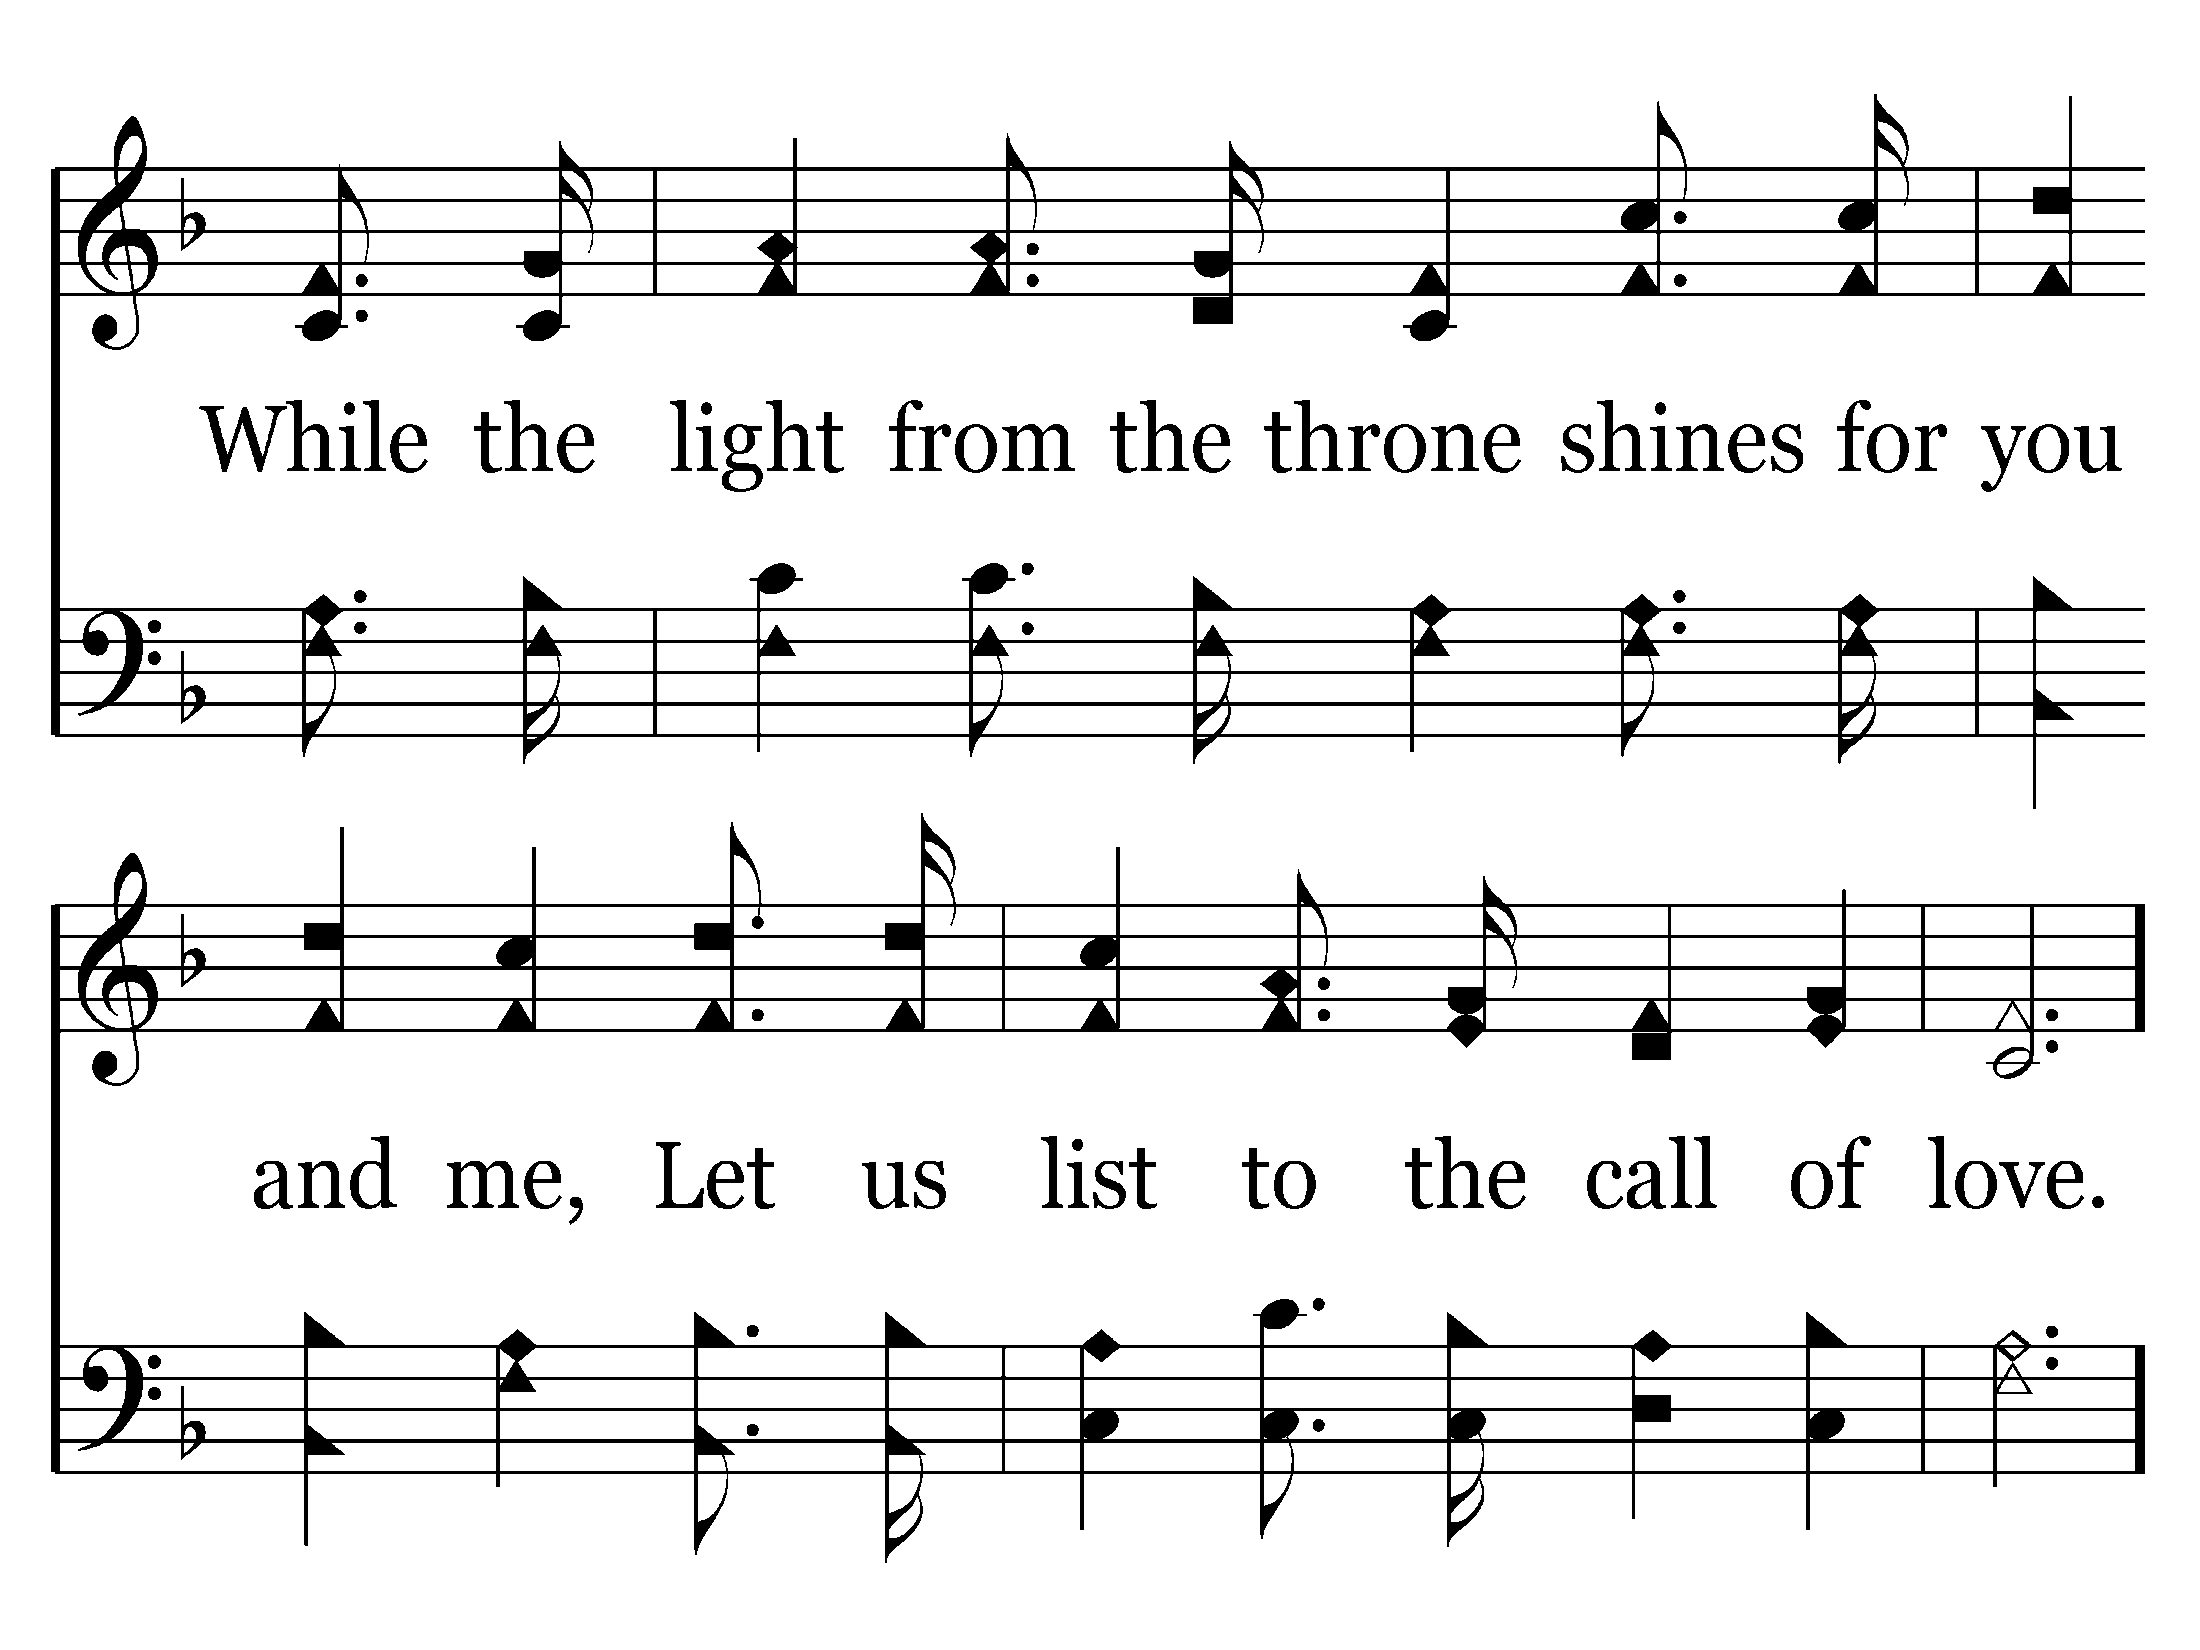 While the light from the throne shines for you
and me, Let us list to the call of love.